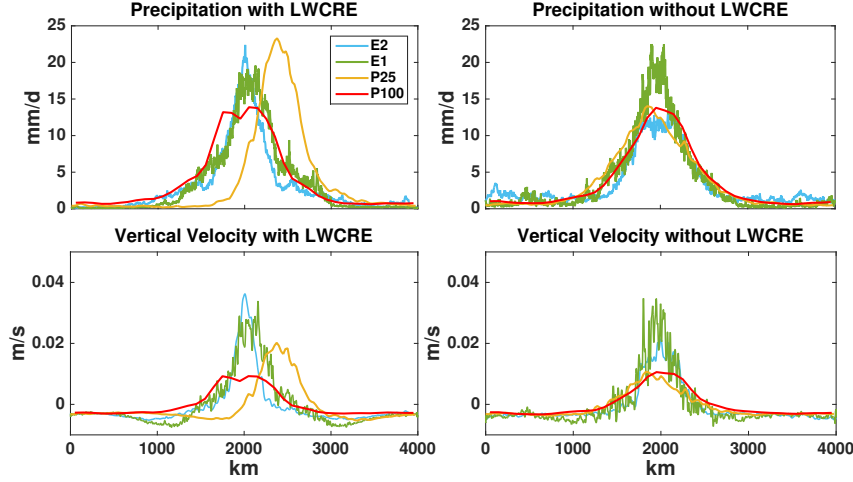 Precipitation with LWCRE
Precipitation without LWCRE
25
20
15
10
5
0
mm/d
E2
E1
P25
P100
25
20
15
10
5
0
mm/d
Vertical Velocity with LWCRE
Vertical Velocity without LWCRE
0.04
0.02
0
m/s
0 1000 2000 3000 4000
km
0.04
0.02
0
m/s
0 1000 2000 3000 4000
km